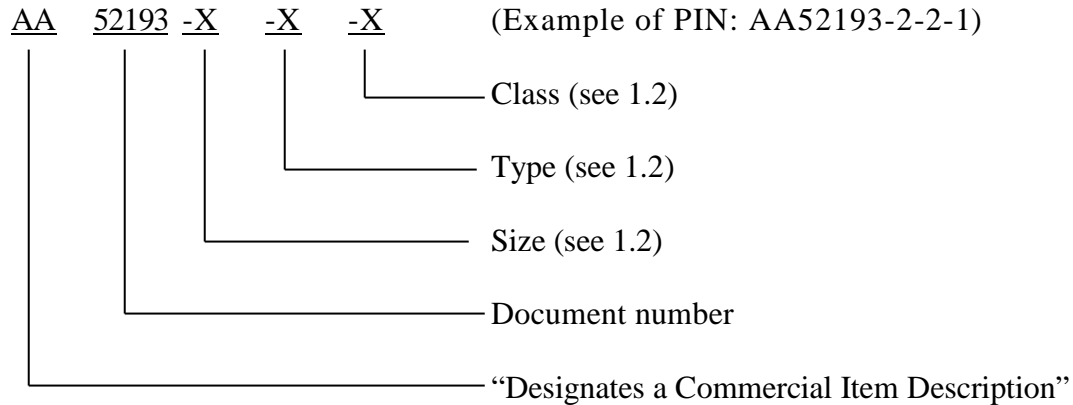 AA 52193 -X -X -X (Example of PIN: AA52193-2-2-1)
Class (see 1.2)
Type (see 1.2)
Size (see 1.2)
Document number
“Designates a Commercial Item Description”